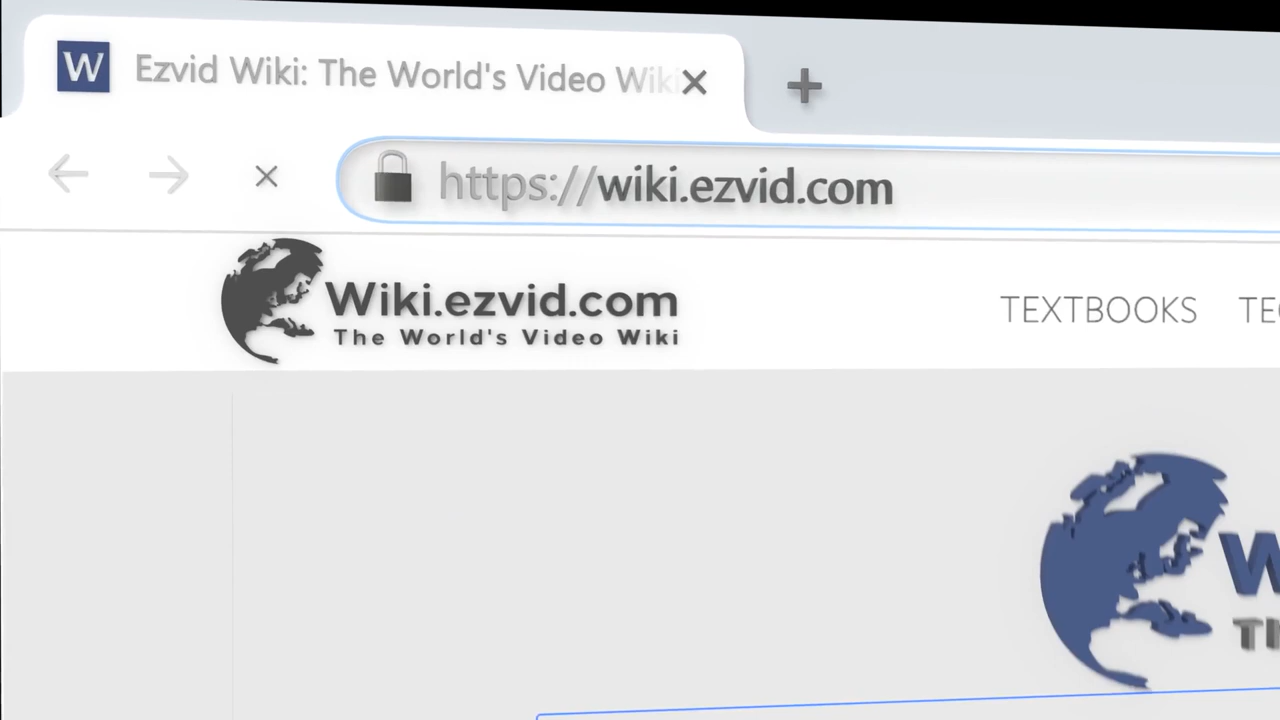 W Ezvid Wiki: The World's Video Wiki
https://wiki.ezvid.com
Wiki.ezvid.com
The World's Video Wiki
TEXTBOOKS
W